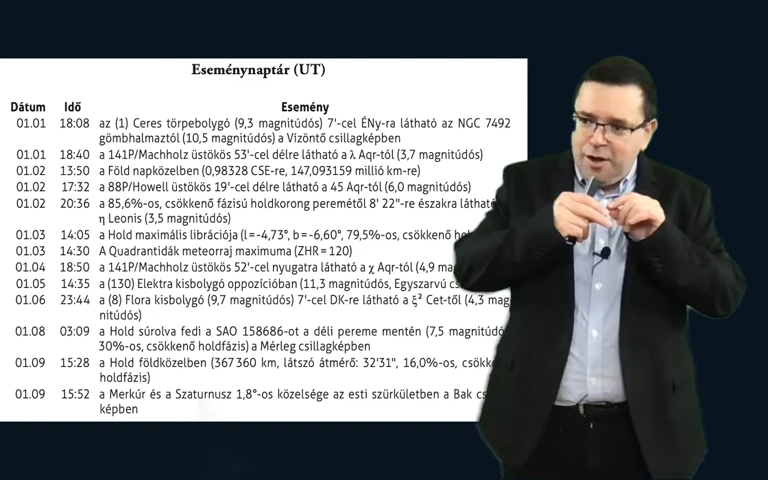 Eseménynaptár (UT)
Dátum Idő Esemény
01.01 18:08 az (1) Ceres törpebolygó (9,3 magnitúdós) 7'-cel ÉNy-ra látható az NGC 7492
gömbhalmaztól (10,5 magnitúdós) a Vízöntő csillagképben
01.01 18:40 a 141P/Machholz üstökös 53'-cel délre látható a λ Aqr-tól (3,7 magnitúdós)
01.02 13:50 a Föld napközelben (0,98328 CSE-re, 147,093159 millió km-re)
01.02 17:32 a 88P/Howell üstökös 19'-cel délre látható a 45 Aqr-tól (6,0 magnitúdós)
01.02 20:36 a 85,6%-os, csökkenő fázisú holdkorong peremétől 8' 22"-re északra látható
η Leonis (3,5 magnitúdós)
01.03 14:05 a Hold maximális librációja (l=–4,73°, b=–6,60°, 79,5%-os, csökkenő
01.03 14:30 A Quadrantidák meteorraj maximuma (ZHR=120)
01.04 18:50 a 141P/Machholz üstökös 52'-cel nyugatra látható a χ Aqr-tól (4,9
01.05 14:35 a (130) Elektra kisbolygó oppozícióban (11,3 magnitúdós, Egyszarvú
01.06 23:44 a (8) Flora kisbolygó (9,7 magnitúdós) 7'-cel DK-re látható a ξ² Cet-től (4,3 mag-
nitúdós)
01.08 03:09 a Hold súrolva fedi a SAO 158686-ot a déli pereme mentén (7,5
30%-os, csökkenő holdfázis) a Mérleg csillagképben
01.09 15:28 a Hold földközelben (367 360 km, látszó átmérő: 32'31", 16,0%-os,
holdfázis)
01.09 15:52 a Merkúr és a Szaturnusz 1,8°-os közelsége az esti szürkületben a Bak
képben